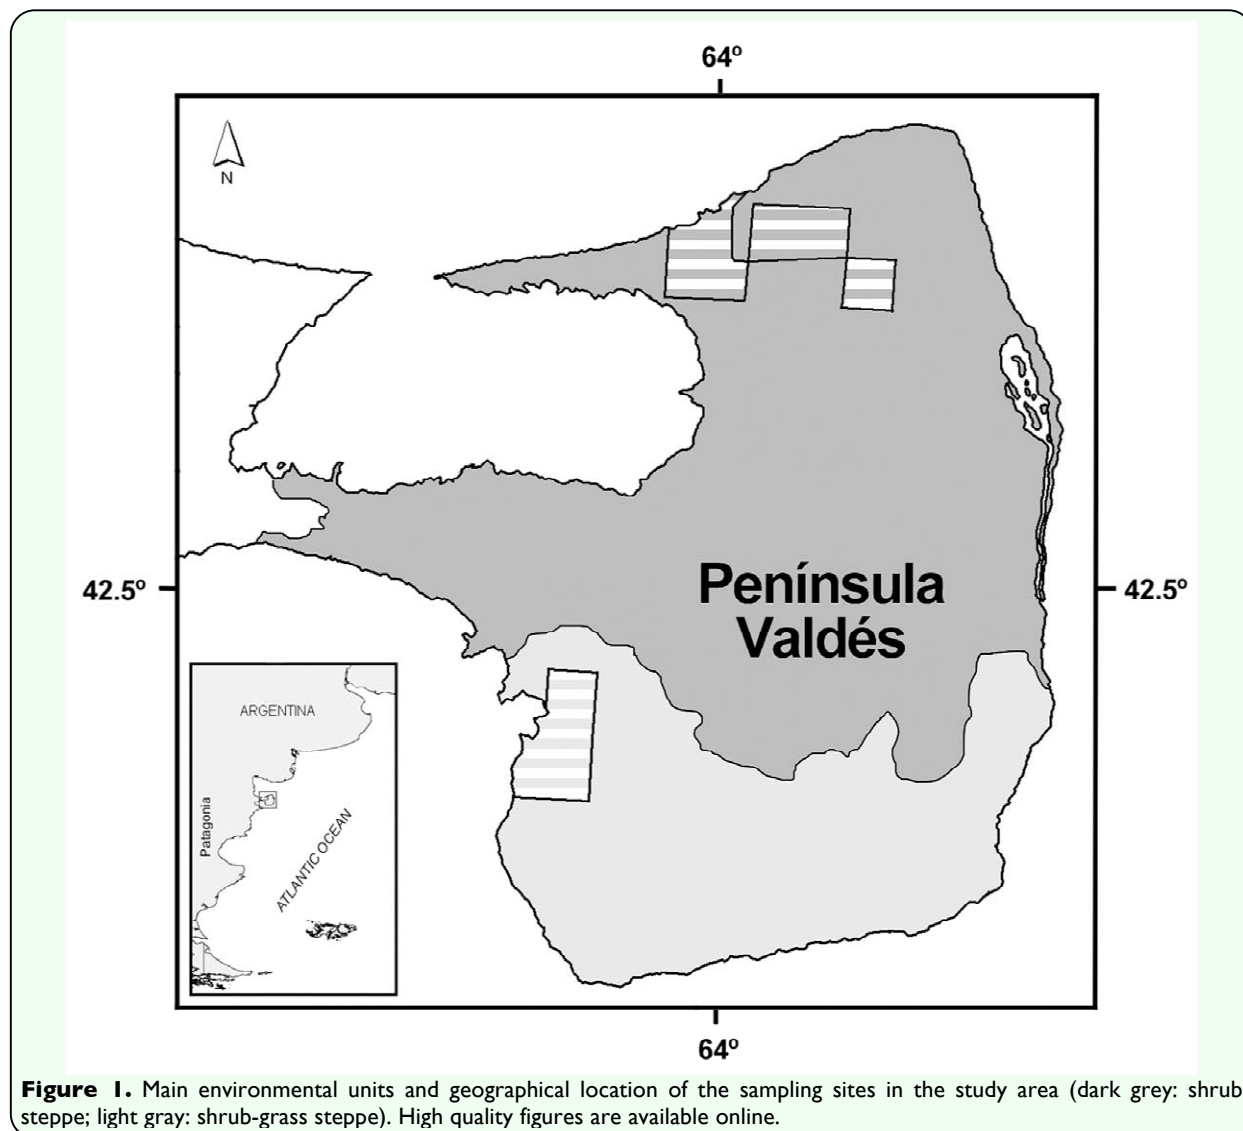 64º
N
42.5º
42.5º
Península
Valdés
ARGENTINA
Patagonia
ATLANTIC OCEAN
64º
Figure 1. Main environmental units and geographical location of the sampling sites in the study area (dark grey: shrub
steppe; light gray: shrub-grass steppe). High quality figures are available online.